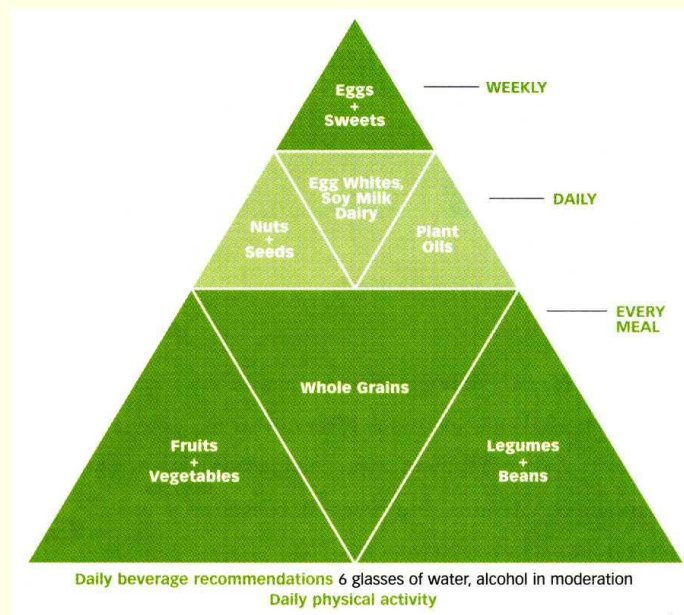 Eggs
+
Sweets
WEEKLY
Egg Whites,
Soy Milk
Dairy
Nuts
+
Seeds
Plant
Oils
DAILY
EVERY
MEAL
Whole Grains
Fruits
+
Vegetables
Legumes
+
Beans
Daily beverage recommendations 6 glasses of water, alcohol in moderation
Daily physical activity